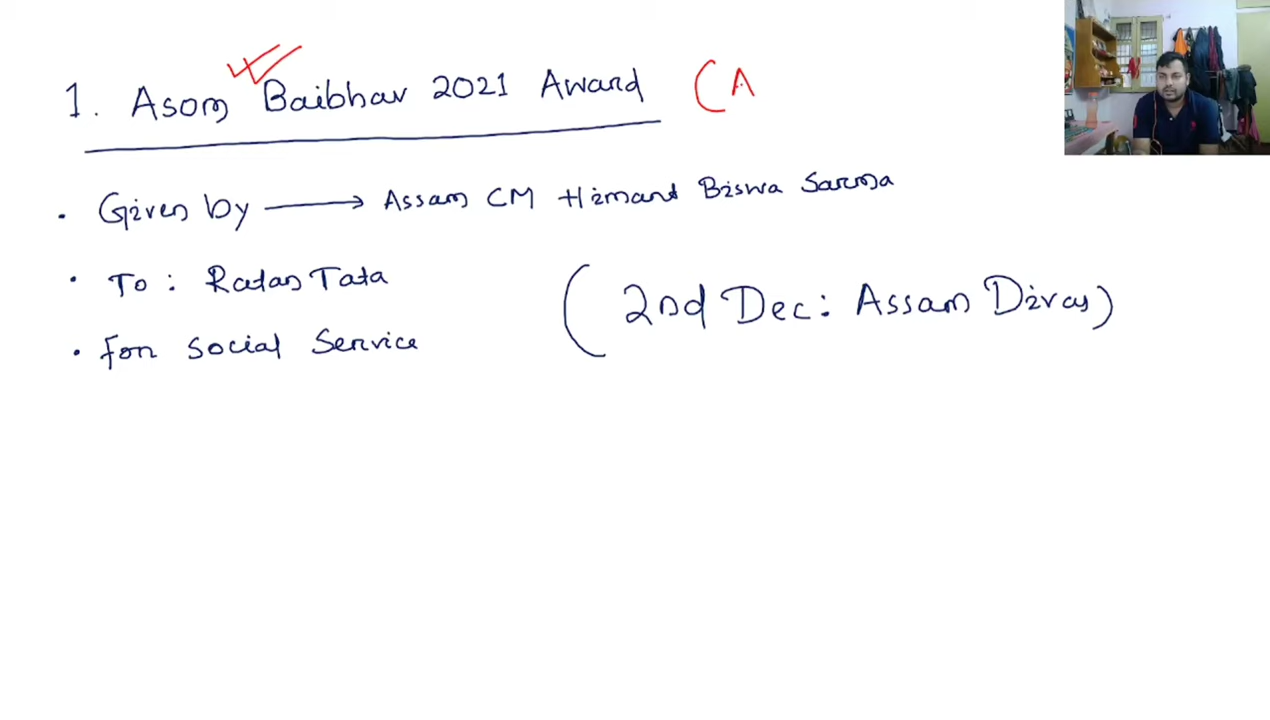 1. Asom Baibhav 2021 Award (A
• Given by → Assam CM Himant Biswa Sarma
• To : Ratan Tata
(2nd Dec: Assam Divas)
• For Social Service